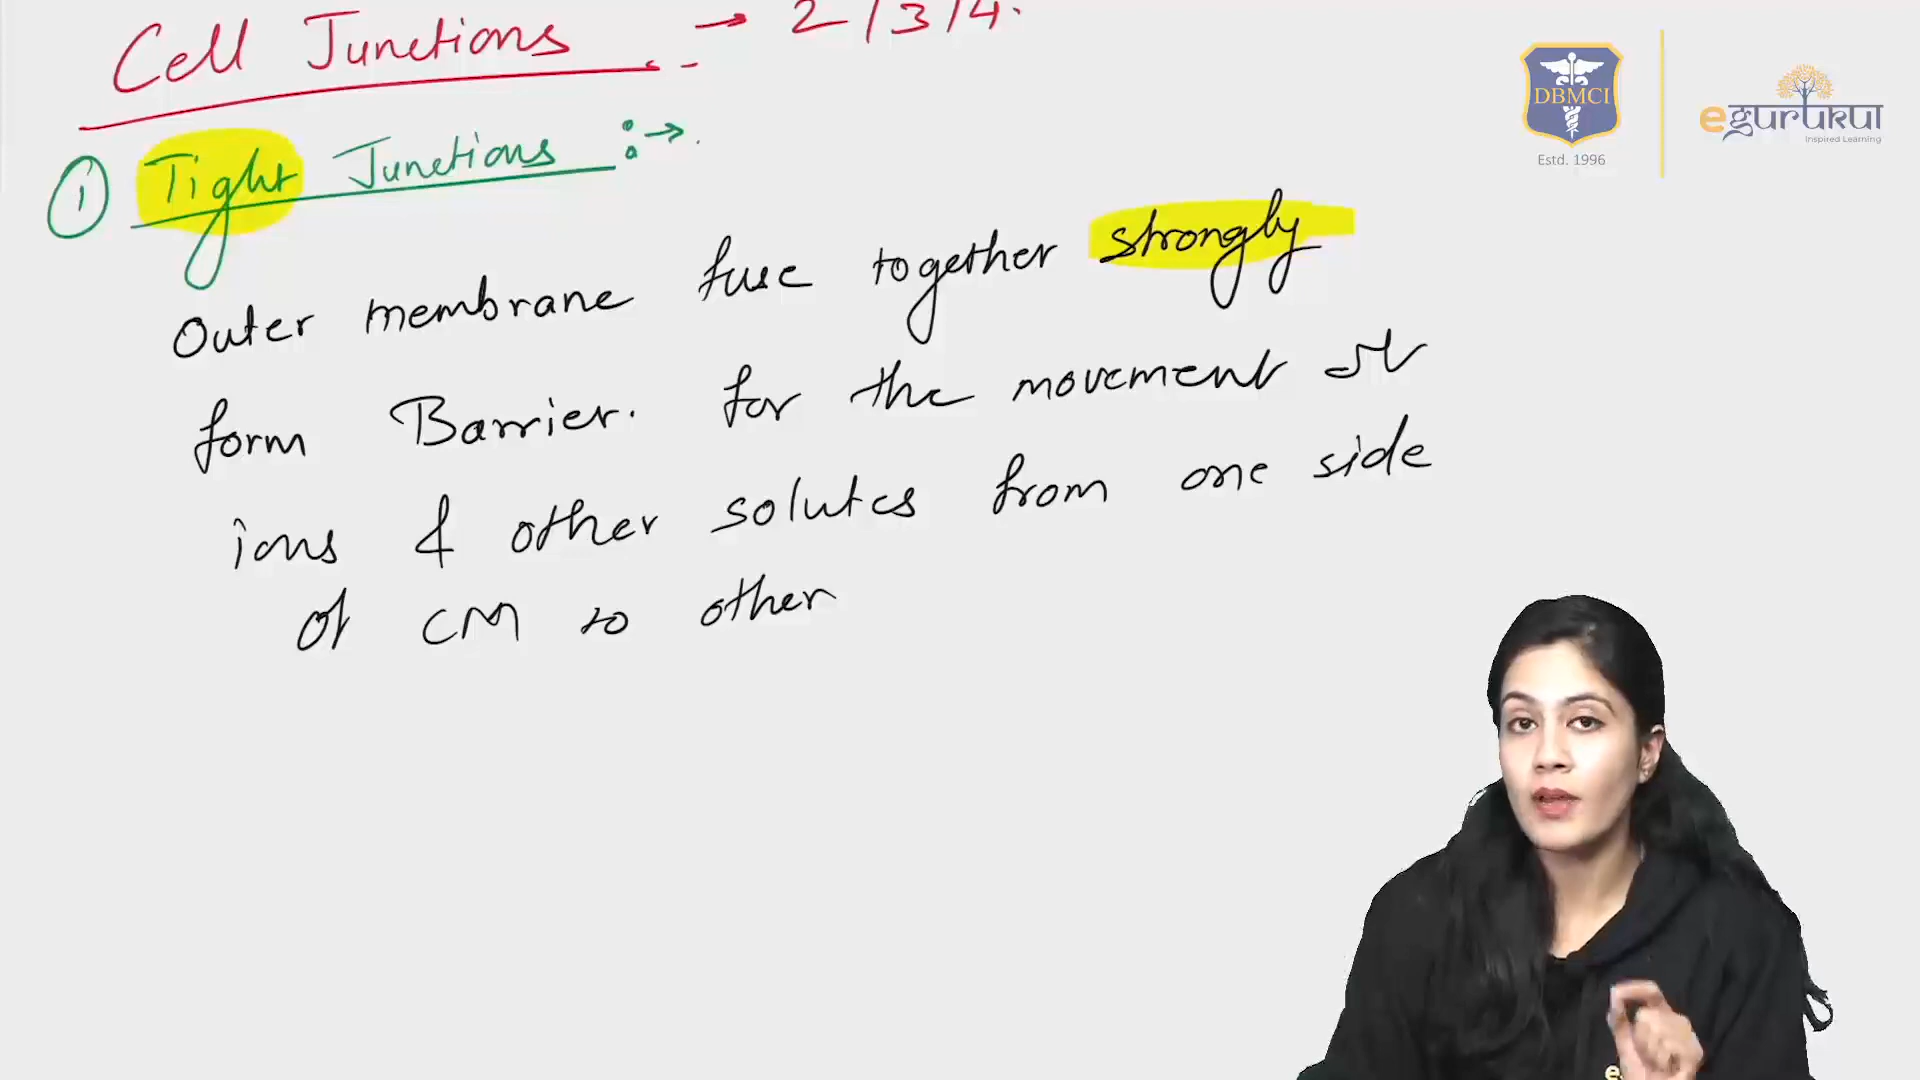 Cell Junctions → 2/3/4.
① Tight Junctions :→
Outer membrane fuse together strongly
form Barrier. for the movement of
ions & other solutes from one side
of CM to other
DBMCI
Estd. 1996
egurukul
Inspired Learning